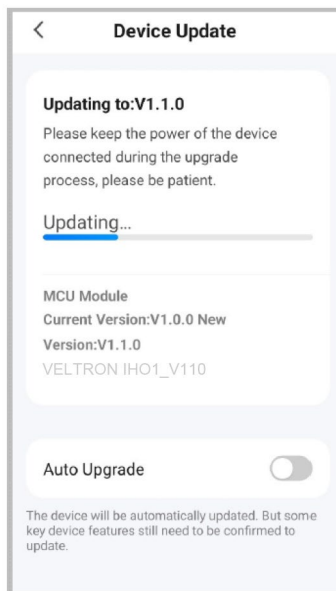 Device Update
Updating to:V1.1.0
Please keep the power of the device
connected during the upgrade
process, please be patient.
Updating...
MCU Module
Current Version:V1.0.0 New
Version:V1.1.0
VELTRON IHO1_V110
Auto Upgrade
The device will be automatically updated. But some
key device features still need to be confirmed to
update.